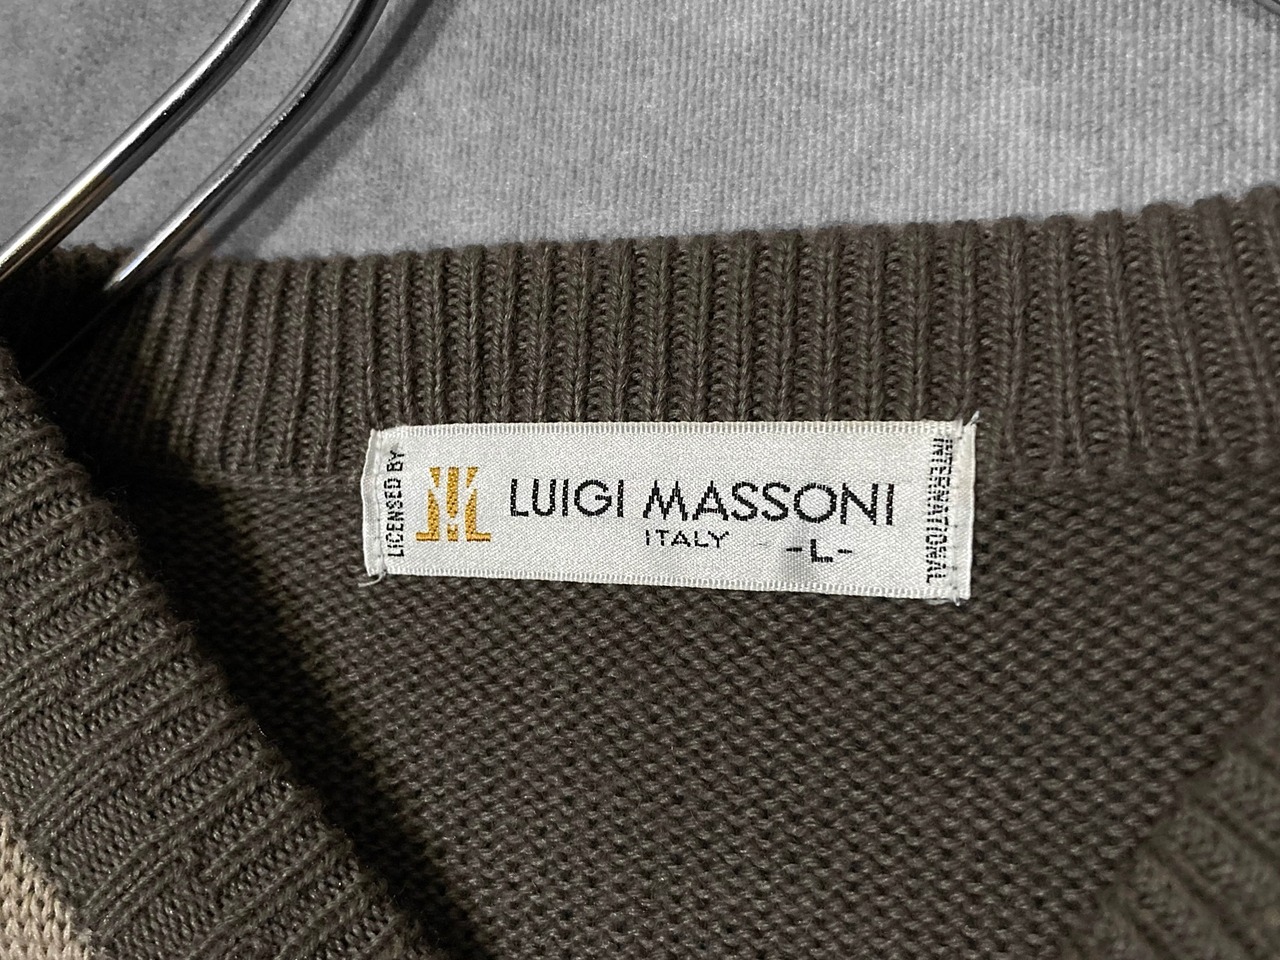 LICENSED BY
LUIGI MASSONI
ITALY -L-
INTERNATIONAL